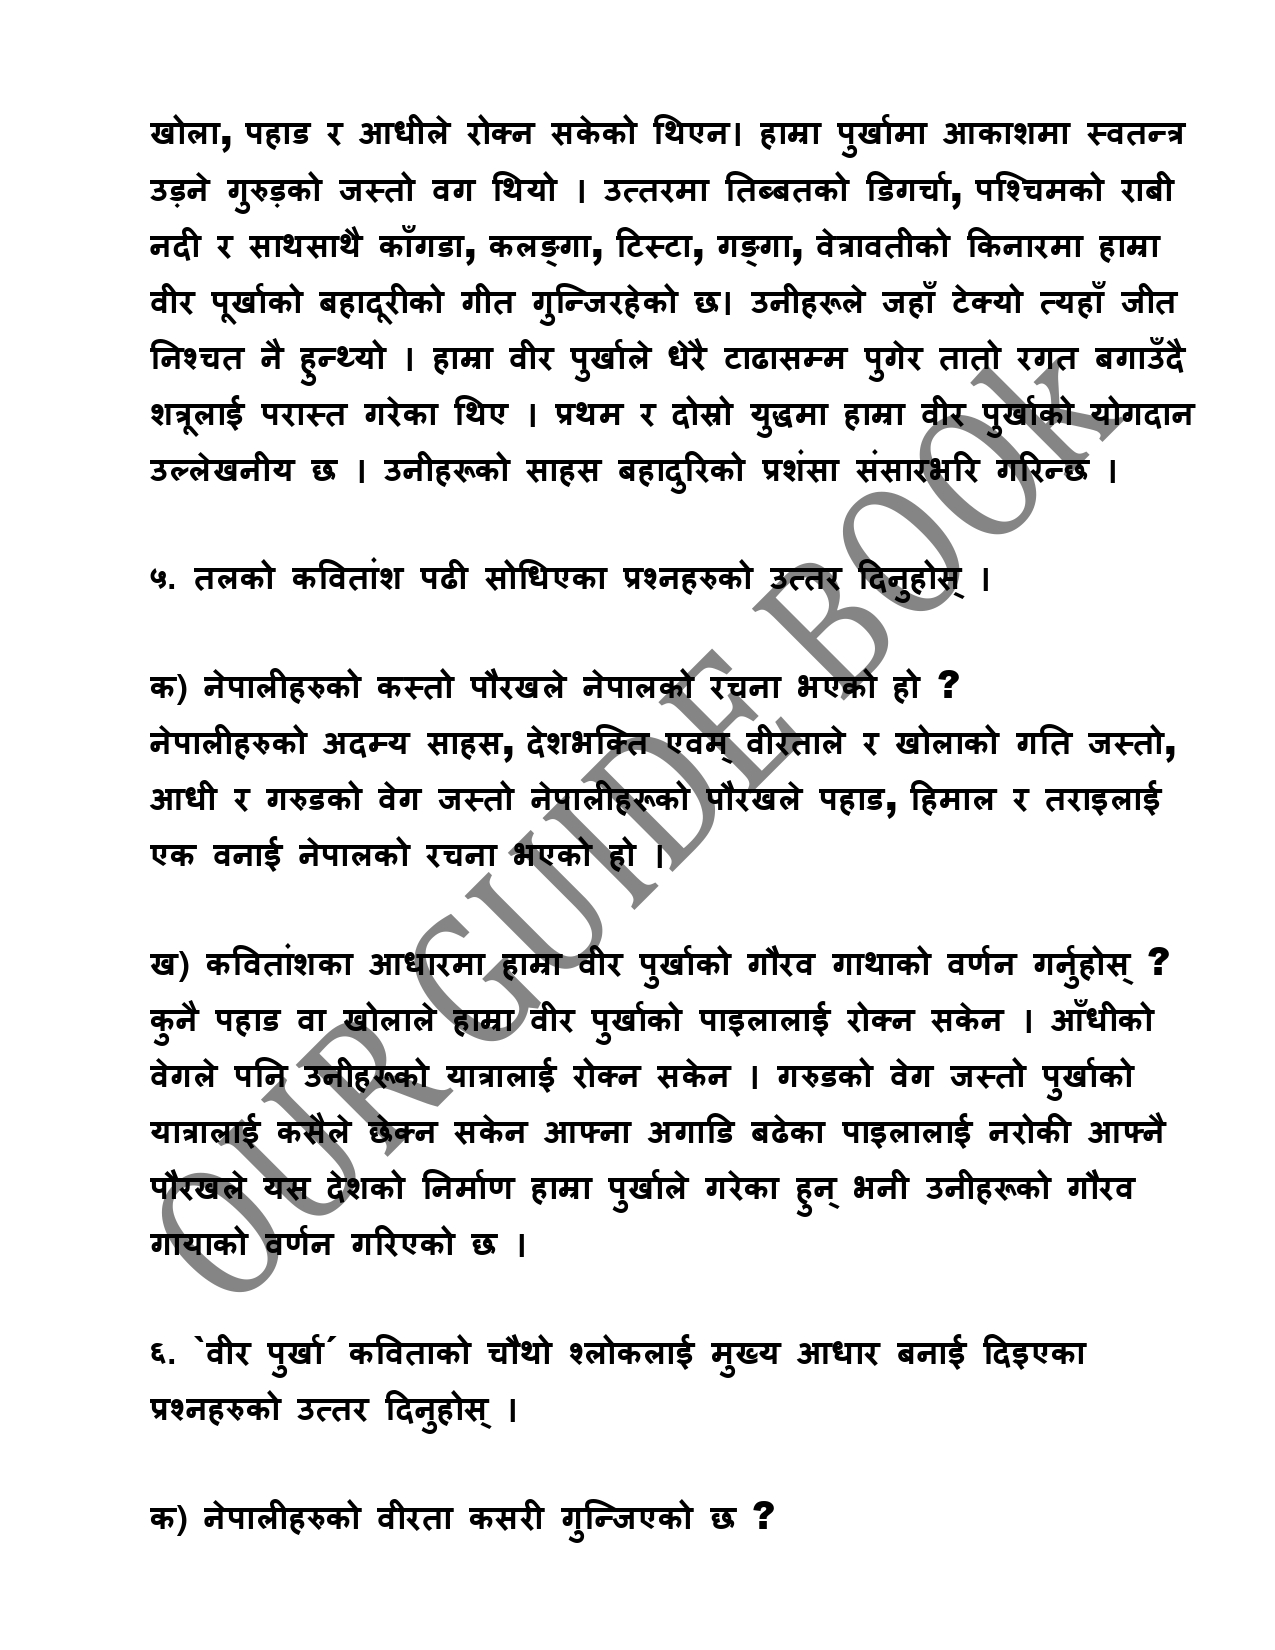 खोला, पहाड र आधीले रोक्न सकेको थिएन। हाम्रा पुर्खामा आकाशमा स्वतन्त्र
उड़ने गुरुड़को जस्तो वग थियो । उत्तरमा तिब्बतको डिगर्चा, पश्चिमको राबी
नदी र साथसाथै काँगडा, कलङ्गा, टिस्टा, गङ्गा, वेत्रावतीको किनारमा हाम्रा
वीर पूर्खाको बहादूरीको गीत गुन्जिरहेको छ। उनीहरूले जहाँ टेक्यो त्यहाँ जीत
निश्चत नै हुन्थ्यो । हाम्रा वीर पुर्खाले धेरै टाढासम्म पुगेर तातो रगत बगाउँदै
शत्रूलाई परास्त गरेका थिए । प्रथम र दोस्रो युद्धमा हाम्रा वीर पुर्खाको योगदान
उल्लेखनीय छ । उनीहरूको साहस बहादुरिको प्रशंसा संसारभरि गरिन्छ ।
५. तलको कवितांश पढी सोधिएका प्रश्नहरुको उत्तर दिनुहोस् ।
क) नेपालीहरुको कस्तो पौरखले नेपालको रचना भएको हो ?
नेपालीहरुको अदम्य साहस, देशभक्ति एवम् वीरताले र खोलाको गति जस्तो,
आधी र गरुडको वेग जस्तो नेपालीहरूको पौरखले पहाड, हिमाल र तराइलाई
एक वनाई नेपालको रचना भएको हो ।
ख) कवितांशका आधारमा हाम्रा वीर पुर्खाको गौरव गाथाको वर्णन गर्नुहोस् ?
कुनै पहाड वा खोलाले हाम्रा वीर पुर्खाको पाइलालाई रोक्न सकेन । आँधीको
वेगले पनि उनीहरूको यात्रालाई रोक्न सकेन । गरुडको वेग जस्तो पुर्खाको
यात्रालाई कसैले छेक्न सकेन आफ्ना अगाडि बढेका पाइलालाई नरोकी आफ्नै
पौरखले यस देशको निर्माण हाम्रा पुर्खाले गरेका हुन् भनी उनीहरूको गौरव
गायाको वर्णन गरिएको छ ।
६. `वीर पुर्खा´ कविताको चौथो श्लोकलाई मुख्य आधार बनाई दिइएका
प्रश्नहरुको उत्तर दिनुहोस् ।
क) नेपालीहरुको वीरता कसरी गुन्जिएको छ ?
OUR GUIDE BOOk